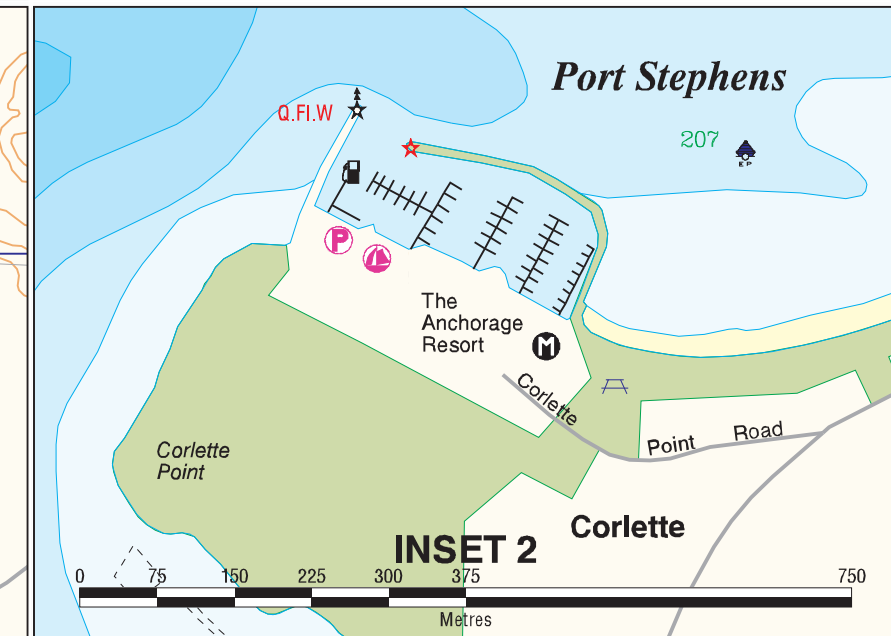 Port Stephens
Q.Fl.W
207
EP
P
The
Anchorage
Resort
M
Corlette
Point Road
Corlette
Point
Corlette
INSET 2
0 75 150 225 300 375 750
Metres